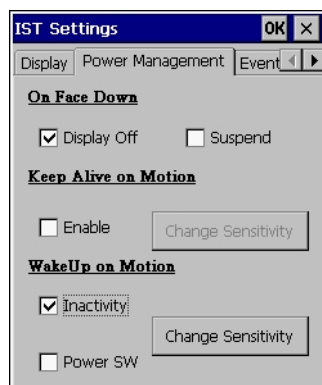 IST Settings OK ×
Display Power Management Event
On Face Down
Display Off Suspend
Keep Alive on Motion
Enable Change Sensitivity
WakeUp on Motion
Inactivity
Change Sensitivity
Power SW